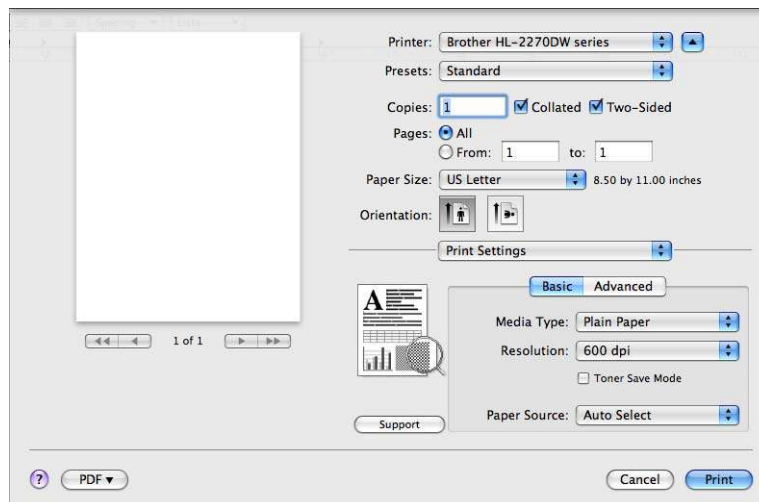 Spacing Lists
Printer: Brother HL-2270DW series
Presets: Standard
Copies: 1 Collated Two-Sided
Pages: All
From: 1 to: 1
Paper Size: US Letter 8.50 by 11.00 inches
Orientation:
Print Settings
Basic Advanced
A
Media Type: Plain Paper
Resolution: 600 dpi
Toner Save Mode
Paper Source: Auto Select
1 of 1
Support
? PDF Cancel Print